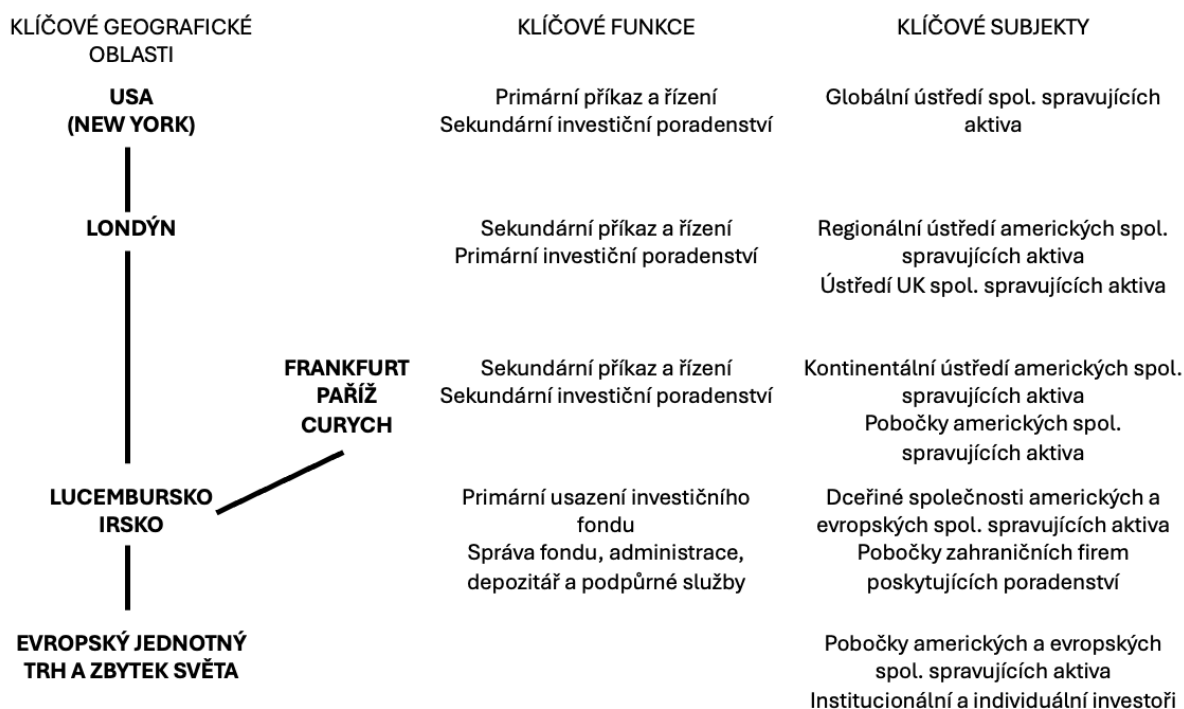 KLÍČOVÉ GEOGRAFICKÉ
OBLASTI
KLÍČOVÉ FUNKCE
KLÍČOVÉ SUBJEKTY
USA
(NEW YORK)
Primární příkaz a řízení
Sekundární investiční poradenství
Globální ústředí spol. spravujících
aktiva
LONDÝN
Sekundární příkaz a řízení
Primární investiční poradenství
Regionální ústředí amerických spol.
spravujících aktiva
Ústředí UK spol. spravujících aktiva
FRANKFURT
PAŘÍŽ
CURYCH
Sekundární příkaz a řízení
Sekundární investiční poradenství
Kontinentální ústředí amerických spol.
spravujících aktiva
Pobočky amerických spol.
spravujících aktiva
LUCEMBURSKO
IRSKO
Primární usazení investičního
fondu
Správa fondu, administrace,
depozitář a podpůrné služby
Dceřiné společnosti amerických a
evropských spol. spravujících aktiva
Pobočky zahraničních firem
poskytujících poradenství
EVROPSKÝ JEDNOTNÝ
TRH A ZBYTEK SVĚTA
Pobočky amerických a evropských
spol. spravujících aktiva
Institucionální a individuální investoři